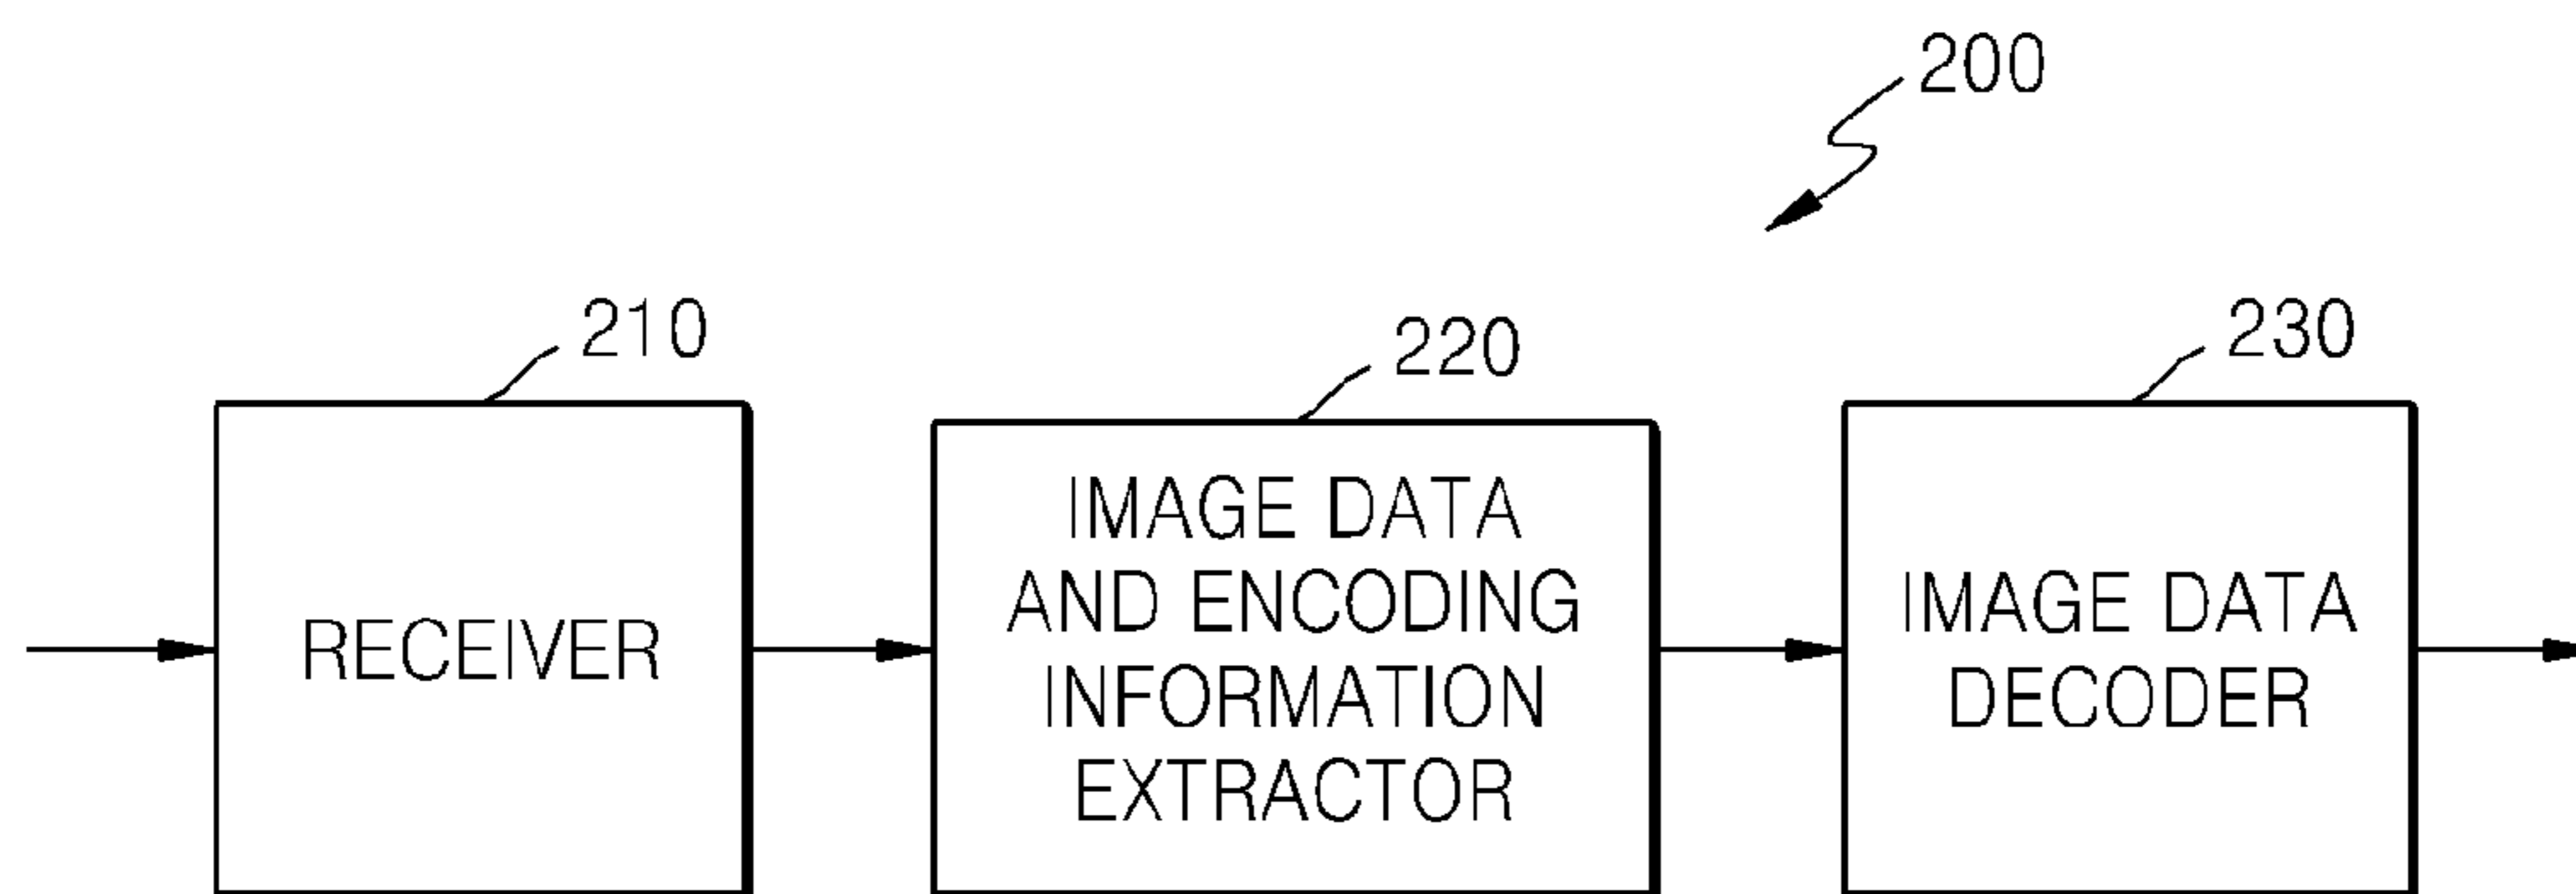 200
210
220
230
RECEIVER
IMAGE DATA
AND ENCODING
INFORMATION
EXTRACTOR
IMAGE DATA
DECODER